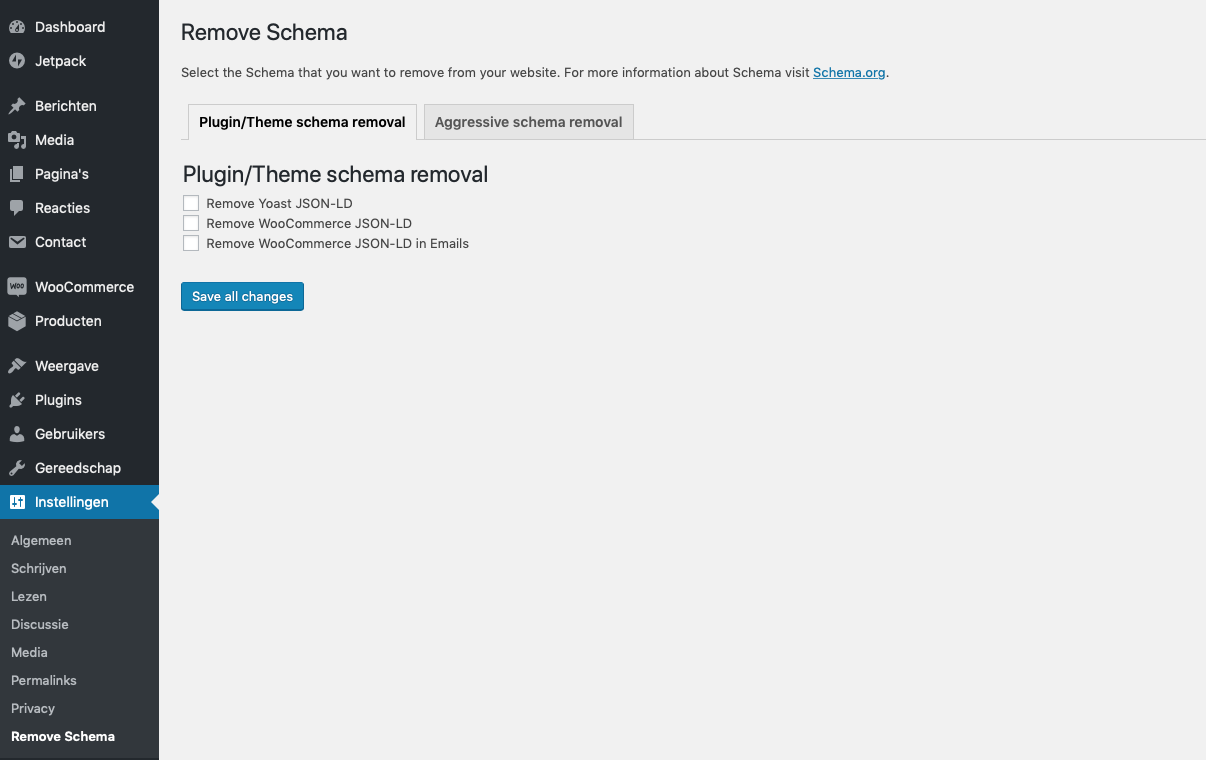 Dashboard
Jetpack
Berichten
Media
Pagina's
Reacties
Contact
WOO
WooCommerce
Producten
Weergave
Plugins
Gebruikers
Gereedschap
Instellingen
Algemeen
Schrijven
Lezen
Discussie
Media
Permalinks
Privacy
Remove Schema
Remove Schema
Select the Schema that you want to remove from your website. For more information about Schema visit Schema.org.
Plugin/Theme schema removal Aggressive schema removal
Plugin/Theme schema removal
Remove Yoast JSON-LD
Remove WooCommerce JSON-LD
Remove WooCommerce JSON-LD in Emails
Save all changes